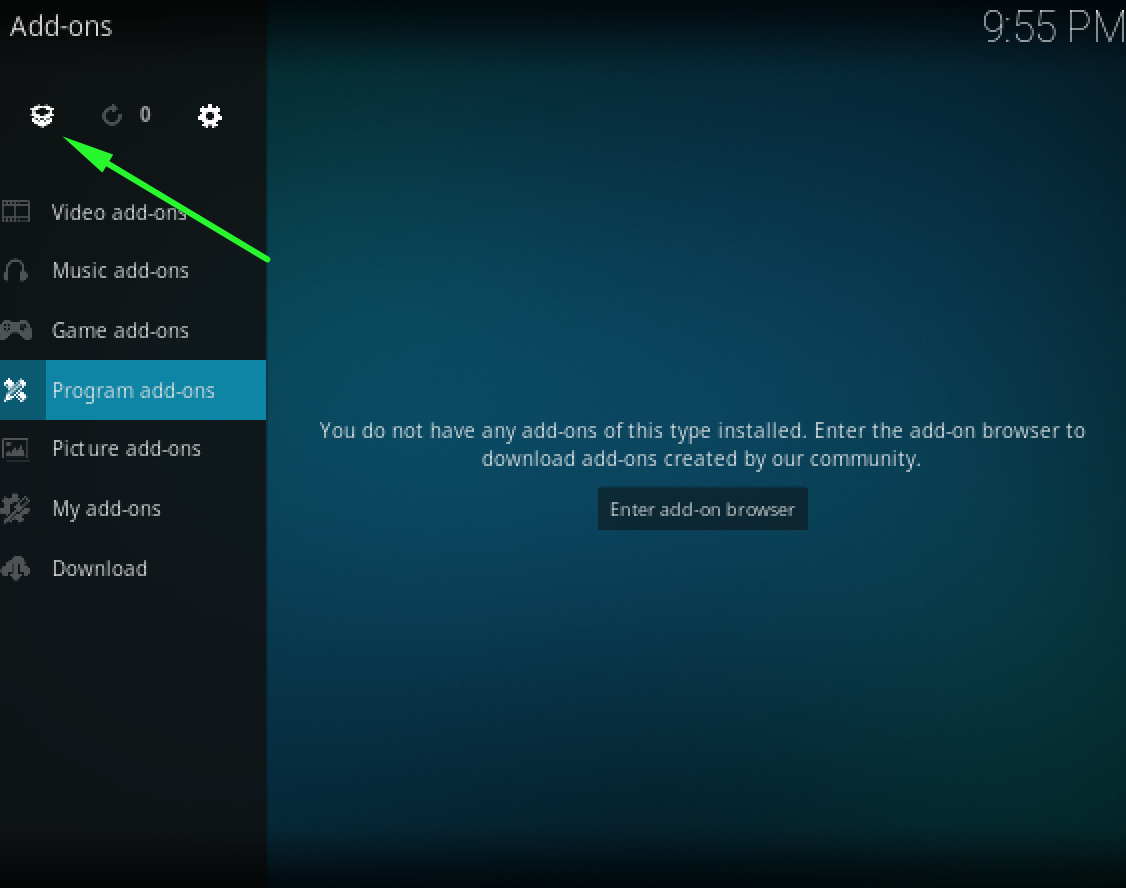 Add-ons
9:55 PM
0
Video add-ons
Music add-ons
Game add-ons
Program add-ons
Picture add-ons
My add-ons
Download
You do not have any add-ons of this type installed. Enter the add-on browser to
download add-ons created by our community.
Enter add-on browser